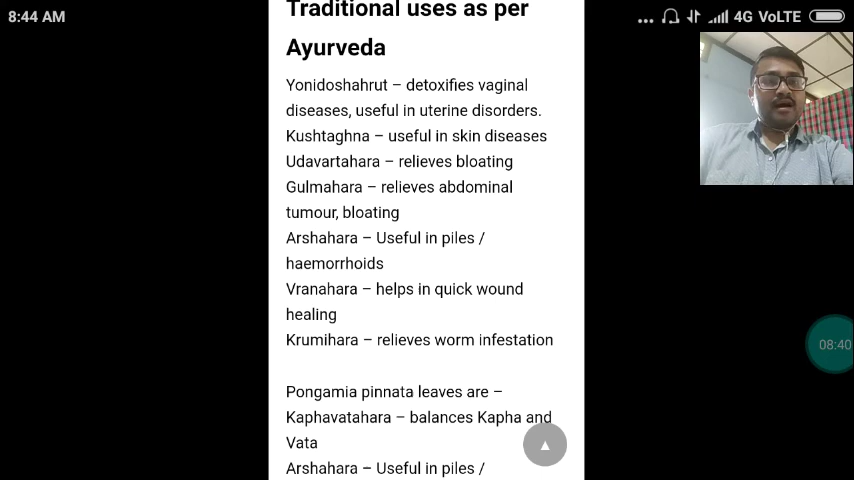 8:44 AM
... 4G VoLTE
Traditional uses as per
Ayurveda
Yonidoshahrut – detoxifies vaginal
diseases, useful in uterine disorders.
Kushtaghna – useful in skin diseases
Udavartahara – relieves bloating
Gulmahara – relieves abdominal
tumour, bloating
Arshahara – Useful in piles /
haemorrhoids
Vranahara – helps in quick wound
healing
Krumihara – relieves worm infestation
Pongamia pinnata leaves are –
Kaphavatahara – balances Kapha and
Vata
Arshahara – Useful in piles /
08:40